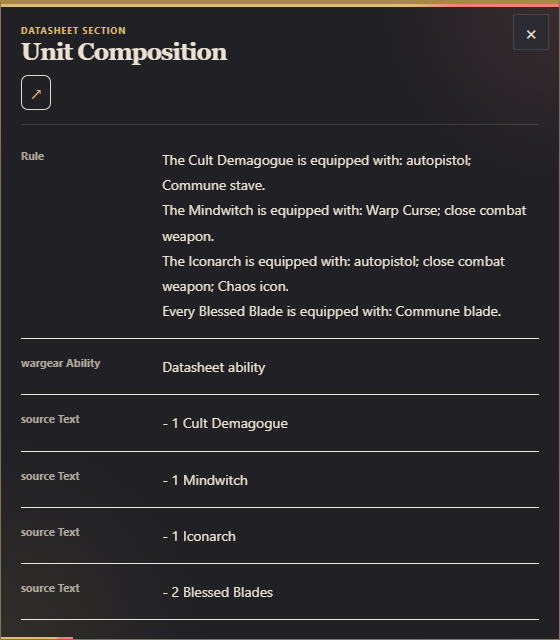 DATASHEET SECTION
Unit Composition
×
↗
Rule
The Cult Demagogue is equipped with: autopistol;
Commune stave.
The Mindwitch is equipped with: Warp Curse; close combat
weapon.
The Iconarch is equipped with: autopistol; close combat
weapon; Chaos icon.
Every Blessed Blade is equipped with: Commune blade.
wargear Ability
Datasheet ability
source Text
- 1 Cult Demagogue
source Text
- 1 Mindwitch
source Text
- 1 Iconarch
source Text
- 2 Blessed Blades